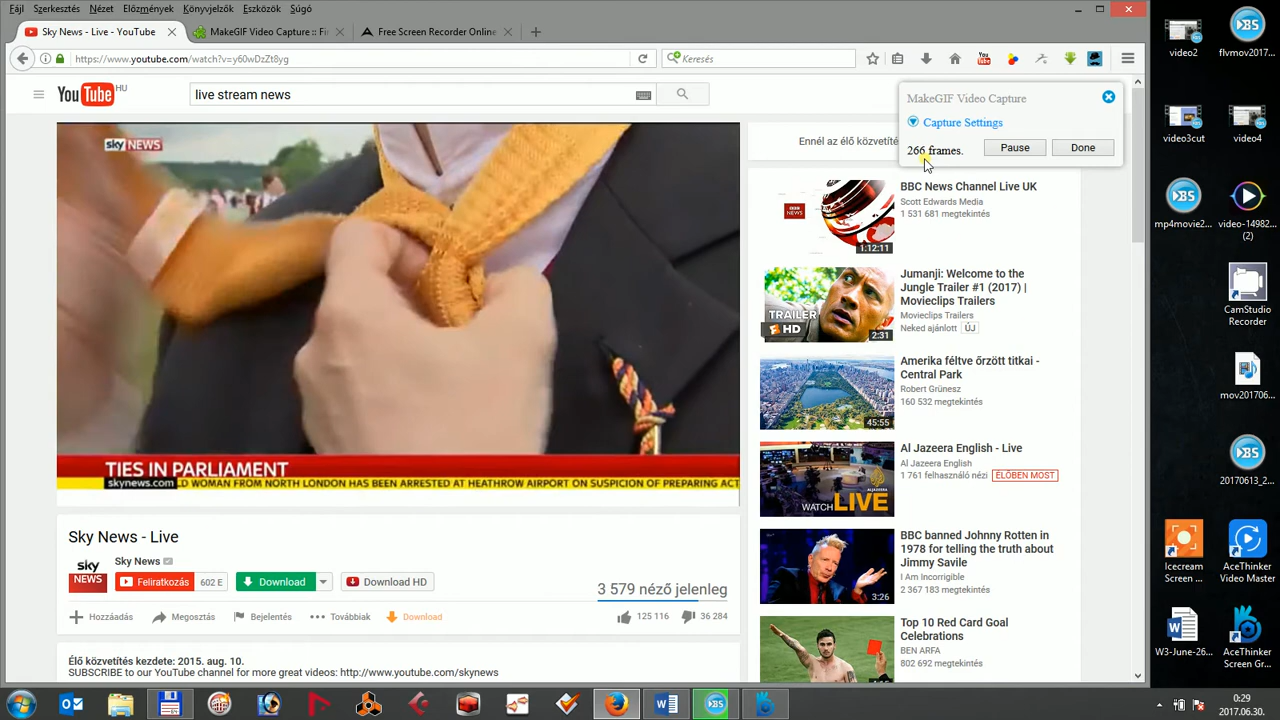 Fájl Szerkesztés Nézet Előzmények Könyvjelzők Eszközök Súgó
Sky News - Live - YouTube
MakeGIF Video Capture :: Fi
Free Screen Recorder Online
https://www.youtube.com/watch?v=y60wDzZt8yg
Keresés
You Tube HU
live stream news
MakeGIF Video Capture
Capture Settings
266 frames.
Pause
Done
Ennél az élő közvetíté
sky NEWS
TIES IN PARLIAMENT
skynews.com
D WOMAN FROM NORTH LONDON HAS BEEN ARRESTED AT HEATHROW AIRPORT ON SUSPICION OF PREPARING ACT
Sky News - Live
sky NEWS
Sky News
Feliratkozás
602 E
Download
Download HD
3 579 néző jelenleg
Hozzáadás
Megosztás
Bejelentés
Továbbiak
Download
125 116
36 284
Élő közvetítés kezdete: 2015. aug. 10.
SUBSCRIBE to our YouTube channel for more great videos: http://www.youtube.com/skynews
BBC NEWS
1:12:11
BBC News Channel Live UK
Scott Edwards Media
1 531 681 megtekintés
TRAILER HD
2:31
Jumanji: Welcome to the
Jungle Trailer #1 (2017) |
Movieclips Trailers
Movieclips Trailers
Neked ajánlott ÚJ
45:55
Amerika féltve őrzött titkai -
Central Park
Robert Grünesz
160 532 megtekintés
WATCH LIVE
ALJAZEERA
Al Jazeera English - Live
Al Jazeera English
1 761 felhasználó nézi ÉLŐBEN MOST
3:26
BBC banned Johnny Rotten in
1978 for telling the truth about
Jimmy Savile
I Am Incorrigible
2 367 183 megtekintés
Top 10 Red Card Goal
Celebrations
BEN ARFA
802 692 megtekintés
video2
flvmov2017...
video3cut
video4
mp4movie2...
video-14982...
(2)
CamStudio
Recorder
mov201706...
20170613_2...
Icecream
Screen ...
AceThinker
Video Master
W3-June-26...
AceThinker
Screen Gr...
0:29
2017.06.30.